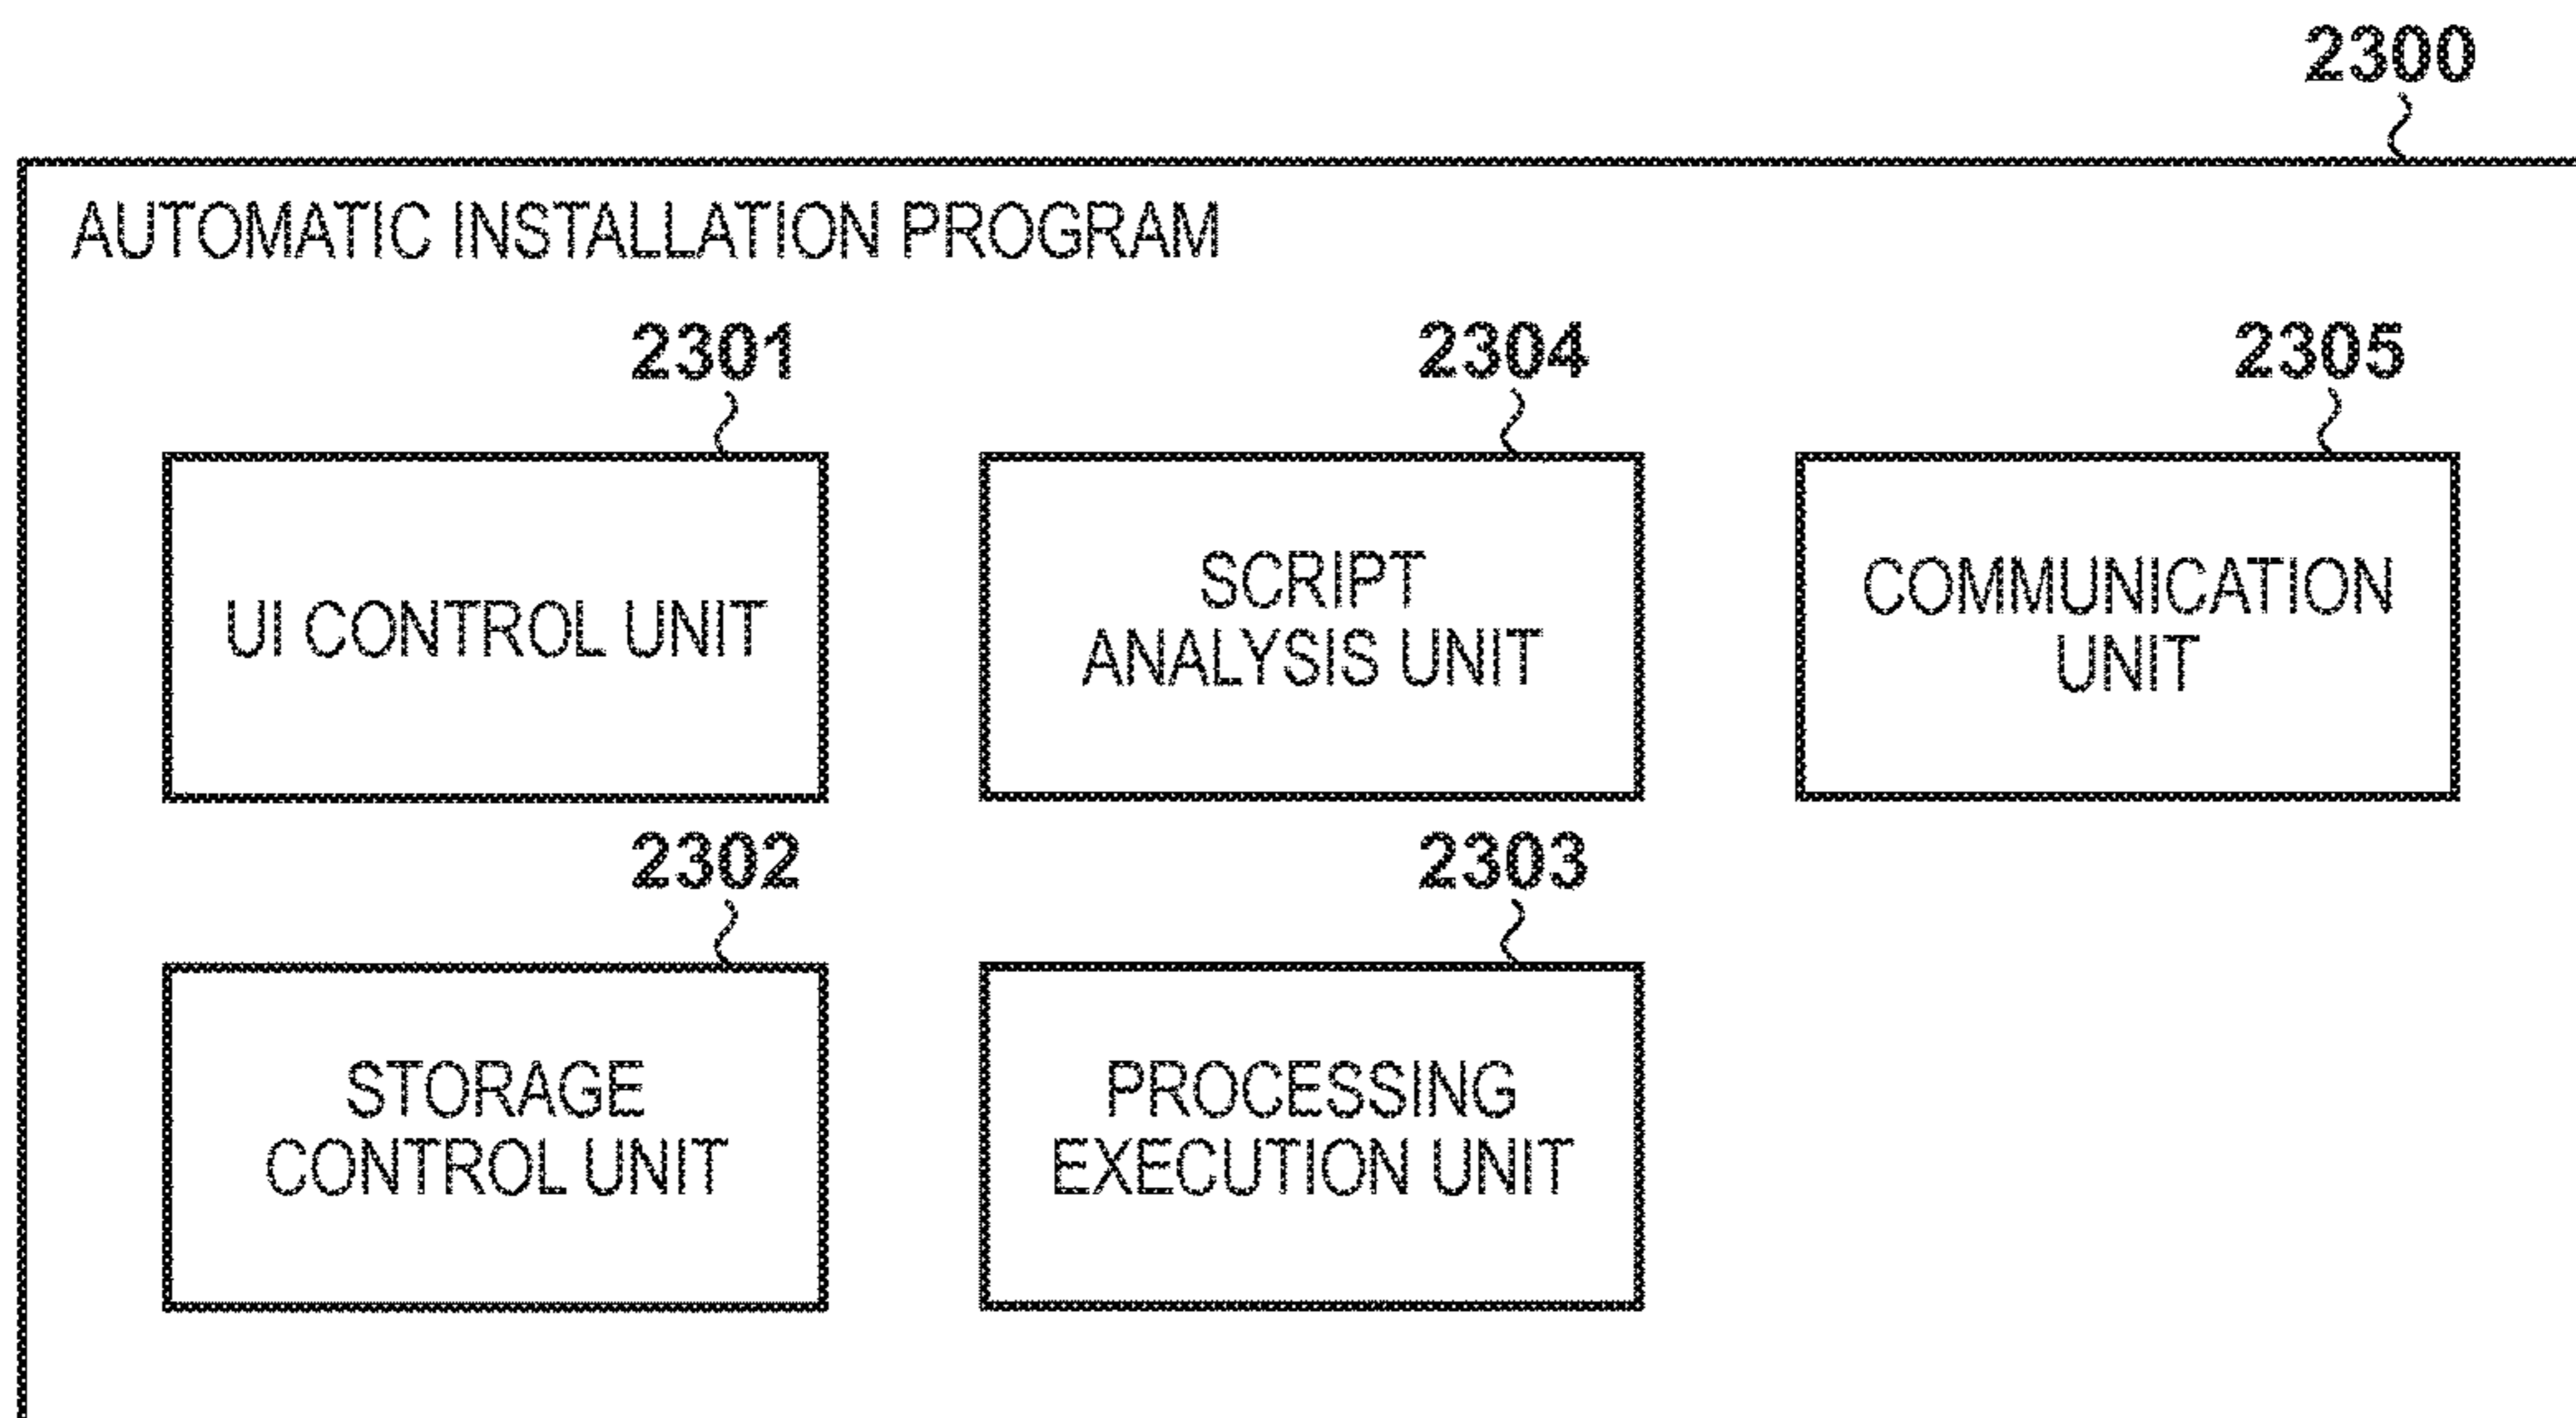 2300
AUTOMATIC INSTALLATION PROGRAM
2301
2304
2305
UI CONTROL UNIT
SCRIPT
ANALYSIS UNIT
COMMUNICATION
UNIT
2302
2303
STORAGE
CONTROL UNIT
PROCESSING
EXECUTION UNIT